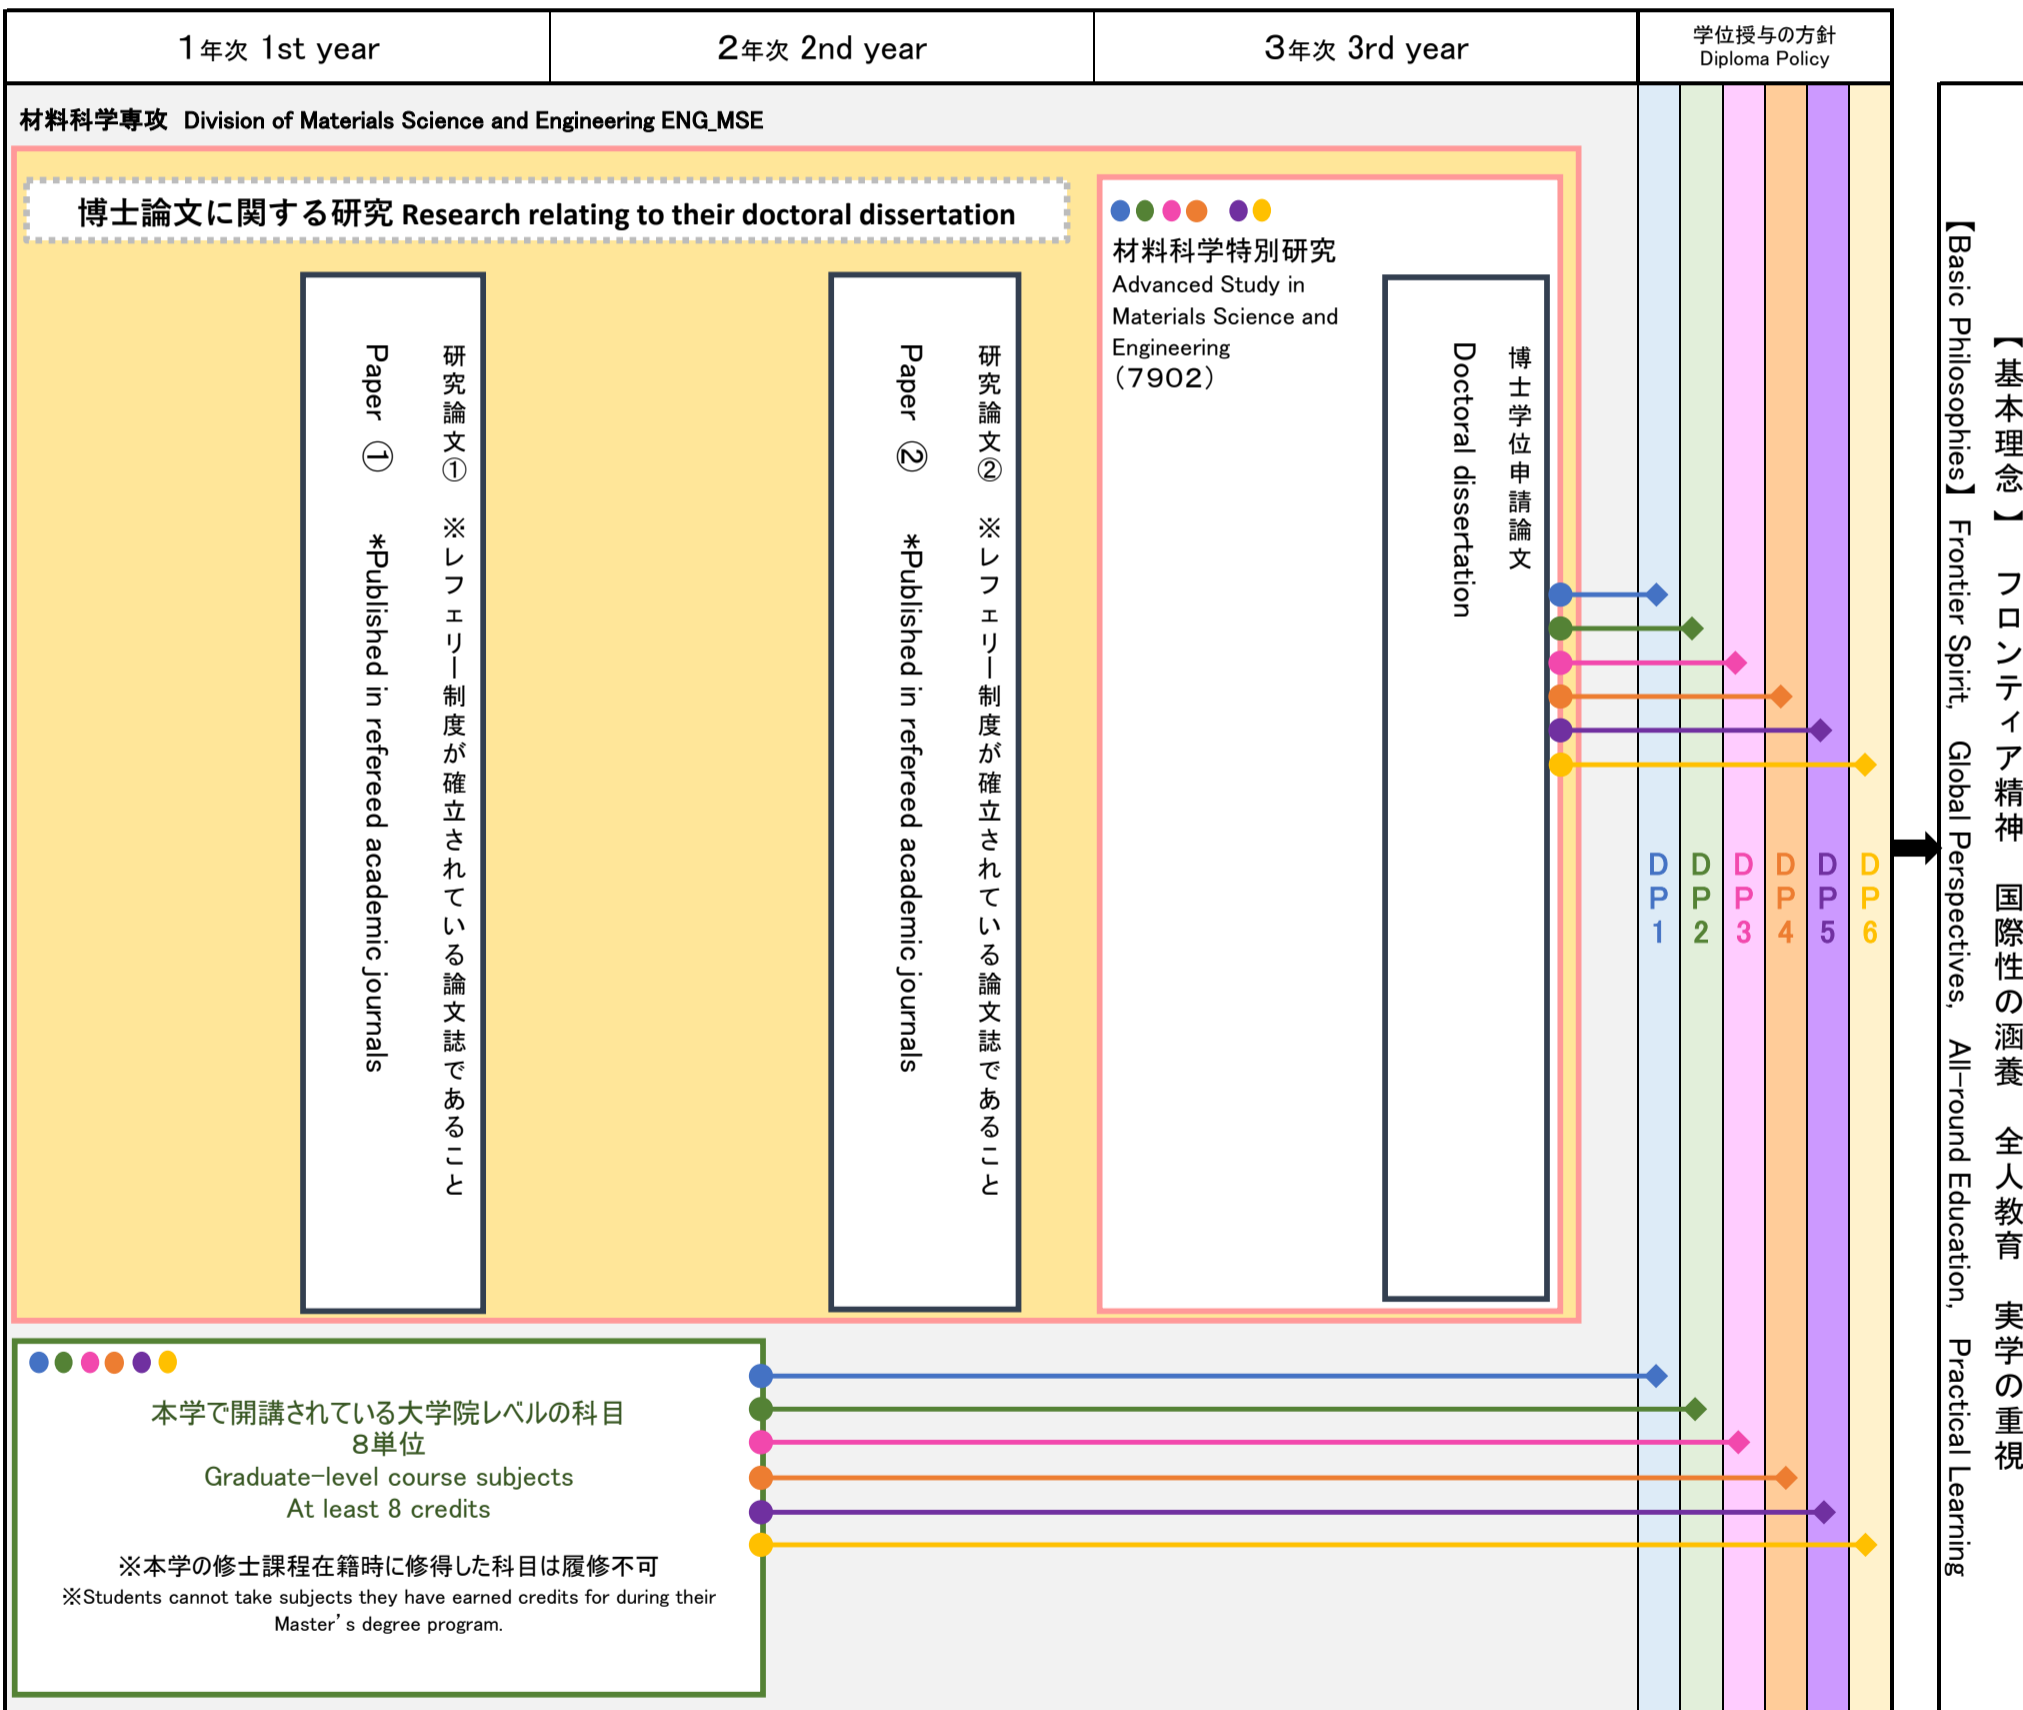 1年次 1st year
2年次 2nd year
3年次 3rd year
学位授与の方針
Diploma Policy
材料科学専攻 Division of Materials Science and Engineering ENG_MSE
博士論文に関する研究 Research relating to their doctoral dissertation
研究論文① ※レフェリー制度が確立されている論文誌であること
Paper ① *Published in refereed academic journals
研究論文② ※レフェリー制度が確立されている論文誌であること
Paper ② *Published in refereed academic journals
材料科学特別研究
Advanced Study in
Materials Science and
Engineering
(7902)
博士学位申請論文
Doctoral dissertation
DP1
DP2
DP3
DP4
DP5
DP6
【基本理念】 フロンティア精神 国際性の涵養 全人教育 実学の重視
【Basic Philosophies】 Frontier Spirit, Global Perspectives, All-round Education, Practical Learning
本学で開講されている大学院レベルの科目
8単位
Graduate-level course subjects
At least 8 credits
※本学の修士課程在籍時に修得した科目は履修不可
※Students cannot take subjects they have earned credits for during their
Master's degree program.